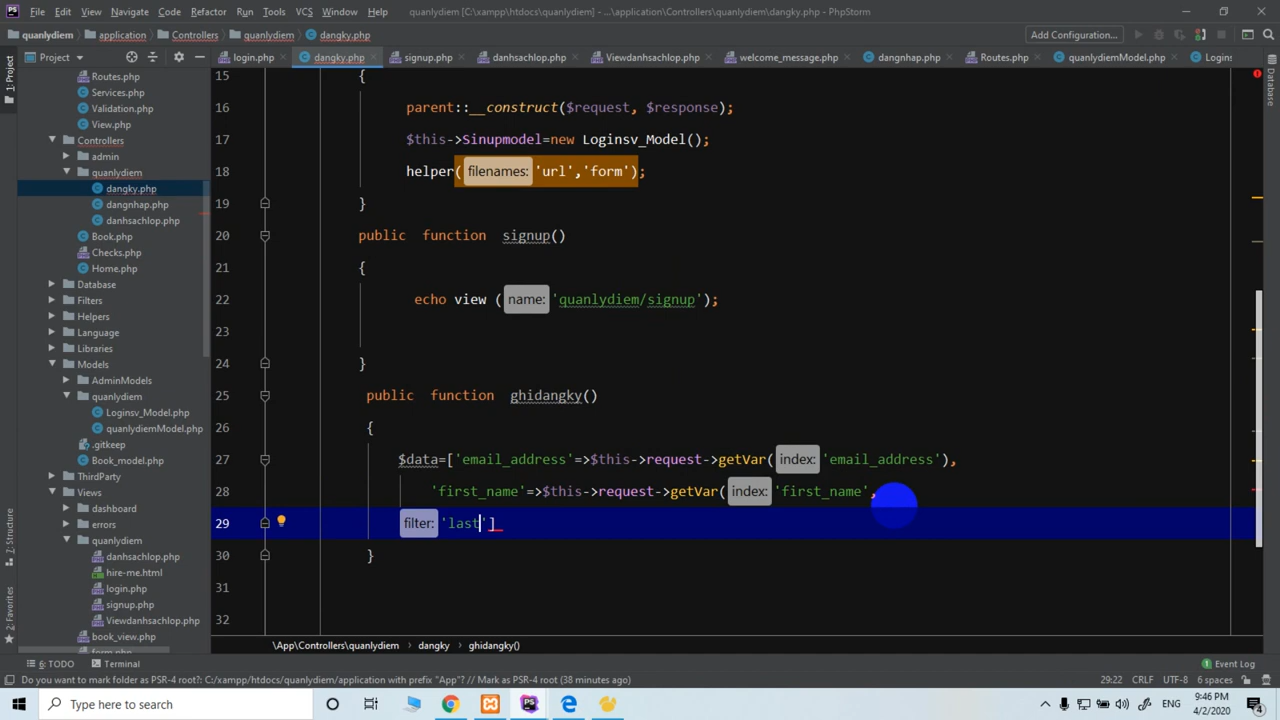 File Edit View Navigate Code Refactor Run Tools VCS Window Help quanlydiem [C:\xampp\htdocs\quanlydiem] - ...\application\Controllers\quanlydiem\dangky.php - PhpStorm
quanlydiem application Controllers quanlydiem dangky.php Add Configuration...
Project login.php dangky.php signup.php danhsachlop.php Viewdanhsachlop.php welcome_message.php dangnhap.php Routes.php quanlydiemModel.php Logins
1: Project
7: Structure
2: Favorites
Database
Routes.php
Services.php
Validation.php
View.php
Controllers
admin
quanlydiem
dangky.php
dangnhap.php
danhsachlop.php
Book.php
Checks.php
Home.php
Database
Filters
Helpers
Language
Libraries
Models
AdminModels
quanlydiem
Loginsv_Model.php
quanlydiemModel.php
.gitkeep
Book_model.php
ThirdParty
Views
dashboard
errors
quanlydiem
danhsachlop.php
hire-me.html
login.php
signup.php
Viewdanhsachlop.php
book_view.php
15 {
16 parent::__construct($request, $response);
17 $this->Sinupmodel=new Loginsv_Model();
18 helper( filenames: 'url','form');
19 }
20 public function signup()
21 {
22 echo view ( name: 'quanlydiem/signup');
23
24 }
25 public function ghidangky()
26 {
27 $data=['email_address'=>$this->request->getVar( index: 'email_address'),
28 'first_name'=>$this->request->getVar( index: 'first_name',
29 filter: 'last']
30 }
31
32
\App\Controllers\quanlydiem dangky ghidangky()
6: TODO Terminal Event Log
Do you want to mark folder as PSR-4 root?: C:/xampp/htdocs/quanlydiem/application with prefix "App" // Mark as PSR-4 root (38 minutes ago) 29:22 CRLF UTF-8 6 spaces
Type here to search ENG 9:46 PM
4/2/2020 4